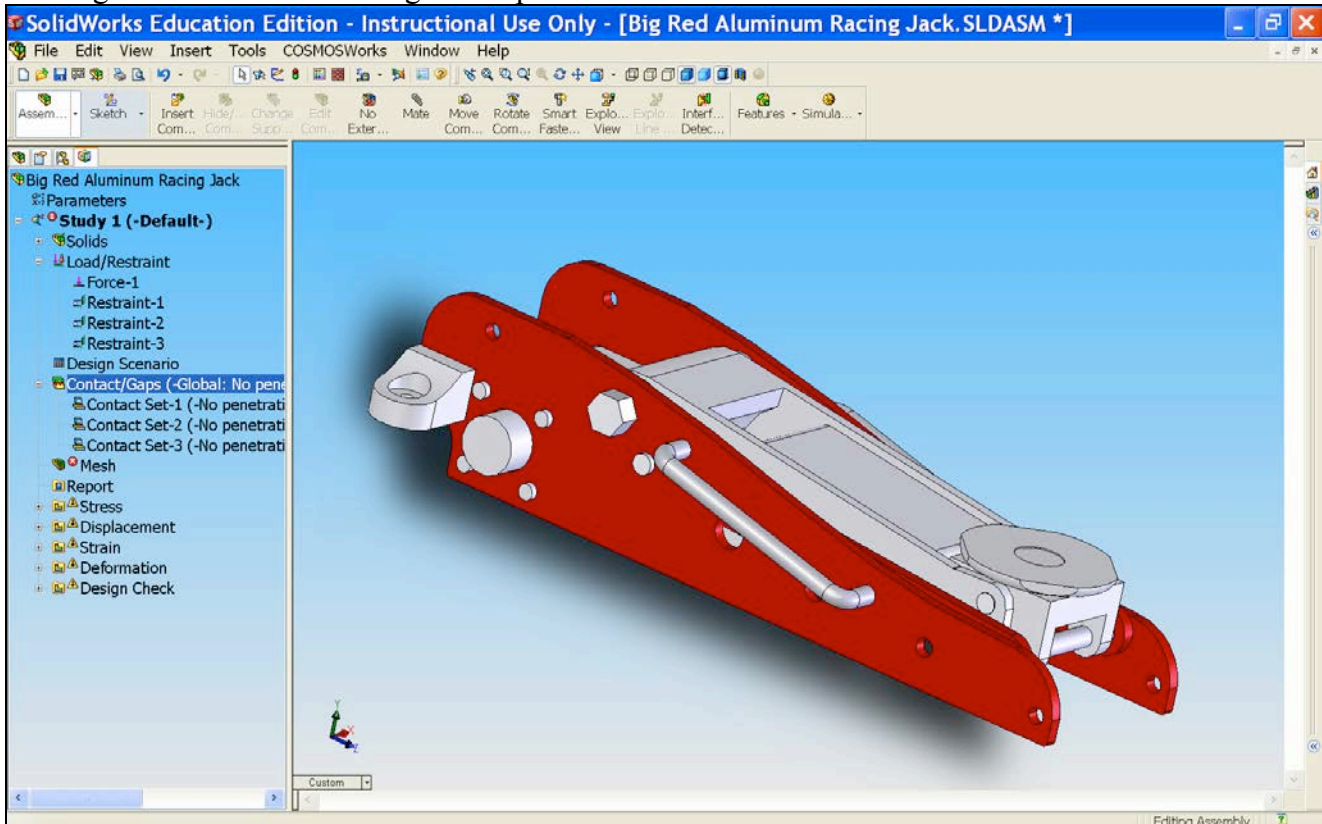 SolidWorks Education Edition - Instructional Use Only - [Big Red Aluminum Racing Jack.SLDASM *]
File Edit View Insert Tools COSMOSWorks Window Help
Assem... Sketch Insert Com... Hide/... Com... Change Supp... Edit Com... No Exter... Mate Move Com... Rotate Com... Smart Faste... Explo... View Explo... Line ... Interf... Detec... Features Simula...
Big Red Aluminum Racing Jack
Parameters
Study 1 (-Default-)
Solids
Load/Restraint
Force-1
Restraint-1
Restraint-2
Restraint-3
Design Scenario
Contact/Gaps (-Global: No pene
Contact Set-1 (-No penetrati
Contact Set-2 (-No penetrati
Contact Set-3 (-No penetrati
Mesh
Report
Stress
Displacement
Strain
Deformation
Design Check
Y
X
Z
Custom
Editing Assembly